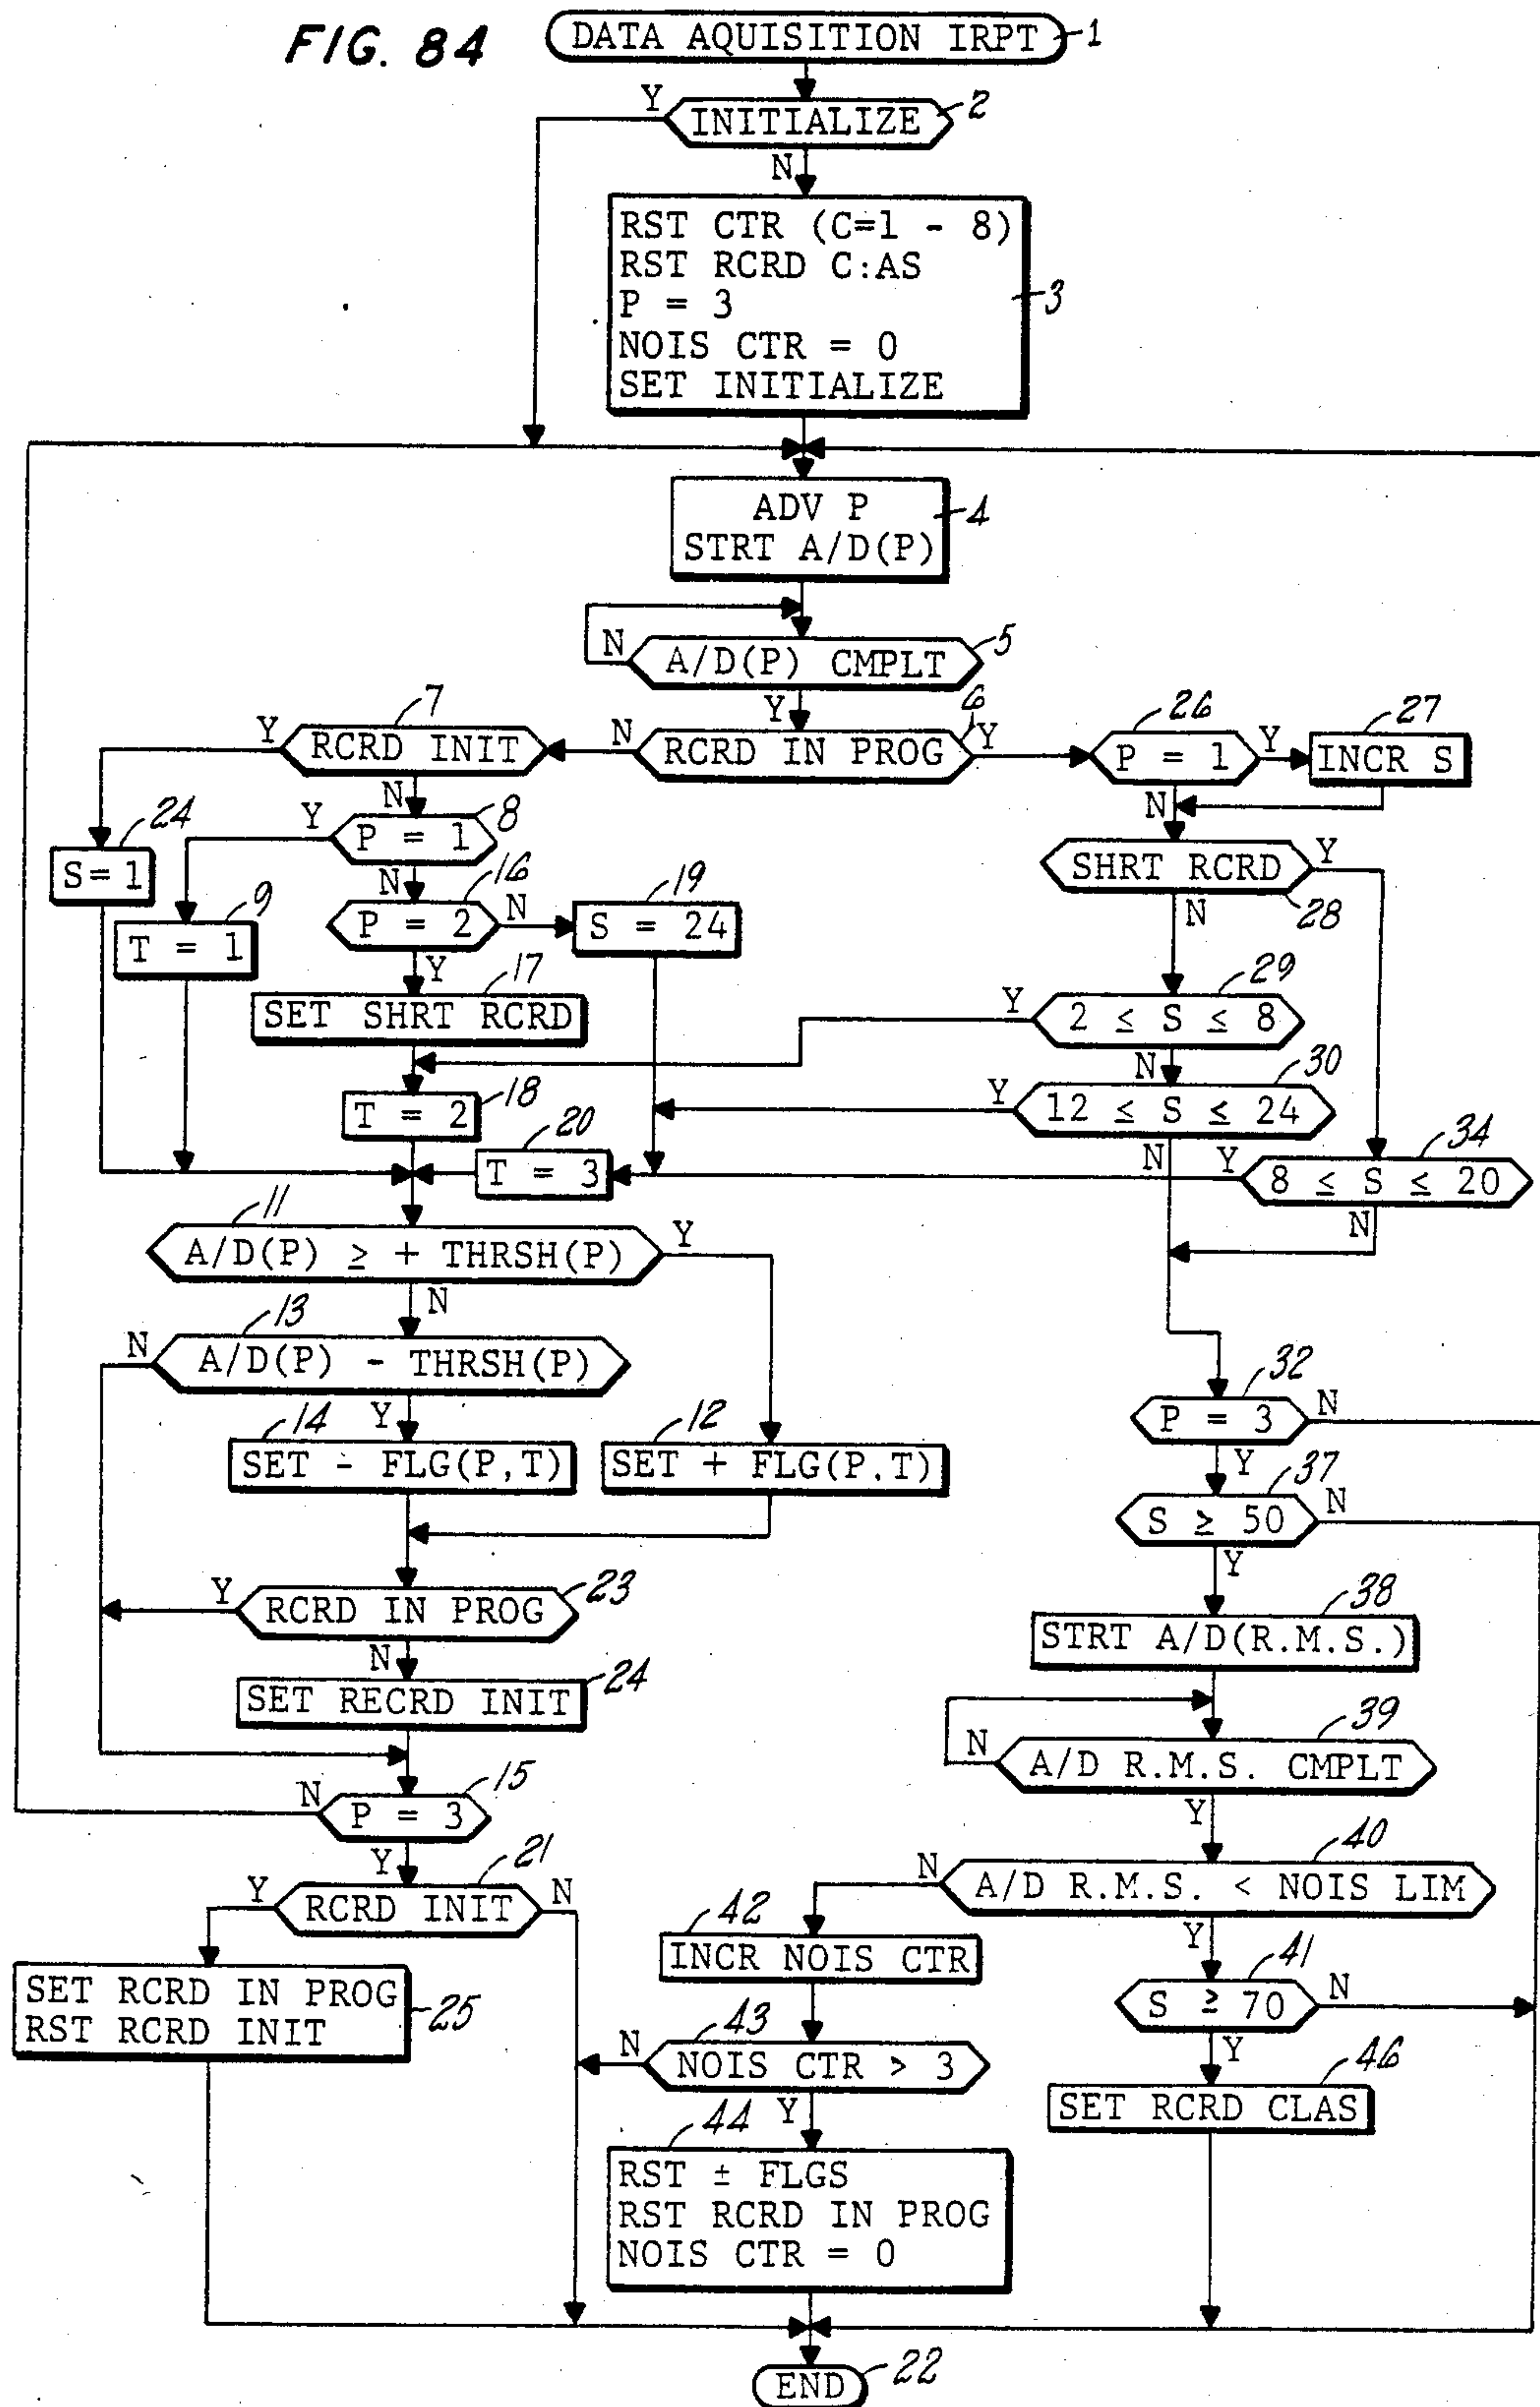 FIG. 84
DATA AQUISITION IRPT 1
Y
INITIALIZE 2
N
RST CTR (C=1 - 8)
RST RCRD C:AS
P = 3
NOIS CTR = 0
SET INITIALIZE
3
ADV P
STRT A/D(P)
4
N A/D(P) CMPLT 5
Y
7
Y RCRD INIT N RCRD IN PROG 6 Y
26
P = 1 Y
27
INCR S
N
N
24
S=1
Y P = 1 8
SHRT RCRD Y
28
N
N
16
P = 2 N
19
S = 24
9
T = 1
Y
17
SET SHRT RCRD
29
Y 2 ≤ S ≤ 8
N
30
Y 12 ≤ S ≤ 24
T = 2 18
20
T = 3
N
34
Y 8 ≤ S ≤ 20
N
11
A/D(P) ≥ + THRSH(P) Y
N
13
N A/D(P) - THRSH(P)
32
P = 3 N
Y
Y
14
SET - FLG(P,T)
12
SET + FLG(P.T)
37
S ≥ 50 N
Y
Y RCRD IN PROG 23
38
STRT A/D(R.M.S.)
N
SET RECRD INIT 24
39
N A/D R.M.S. CMPLT
15
N P = 3
Y
Y
21
Y RCRD INIT N
40
N A/D R.M.S. < NOIS LIM
42
INCR NOIS CTR
Y
41
S ≥ 70 N
SET RCRD IN PROG
RST RCRD INIT
25
43
N NOIS CTR > 3
Y
46
SET RCRD CLAS
Y
44
RST ± FLGS
RST RCRD IN PROG
NOIS CTR = 0
END 22